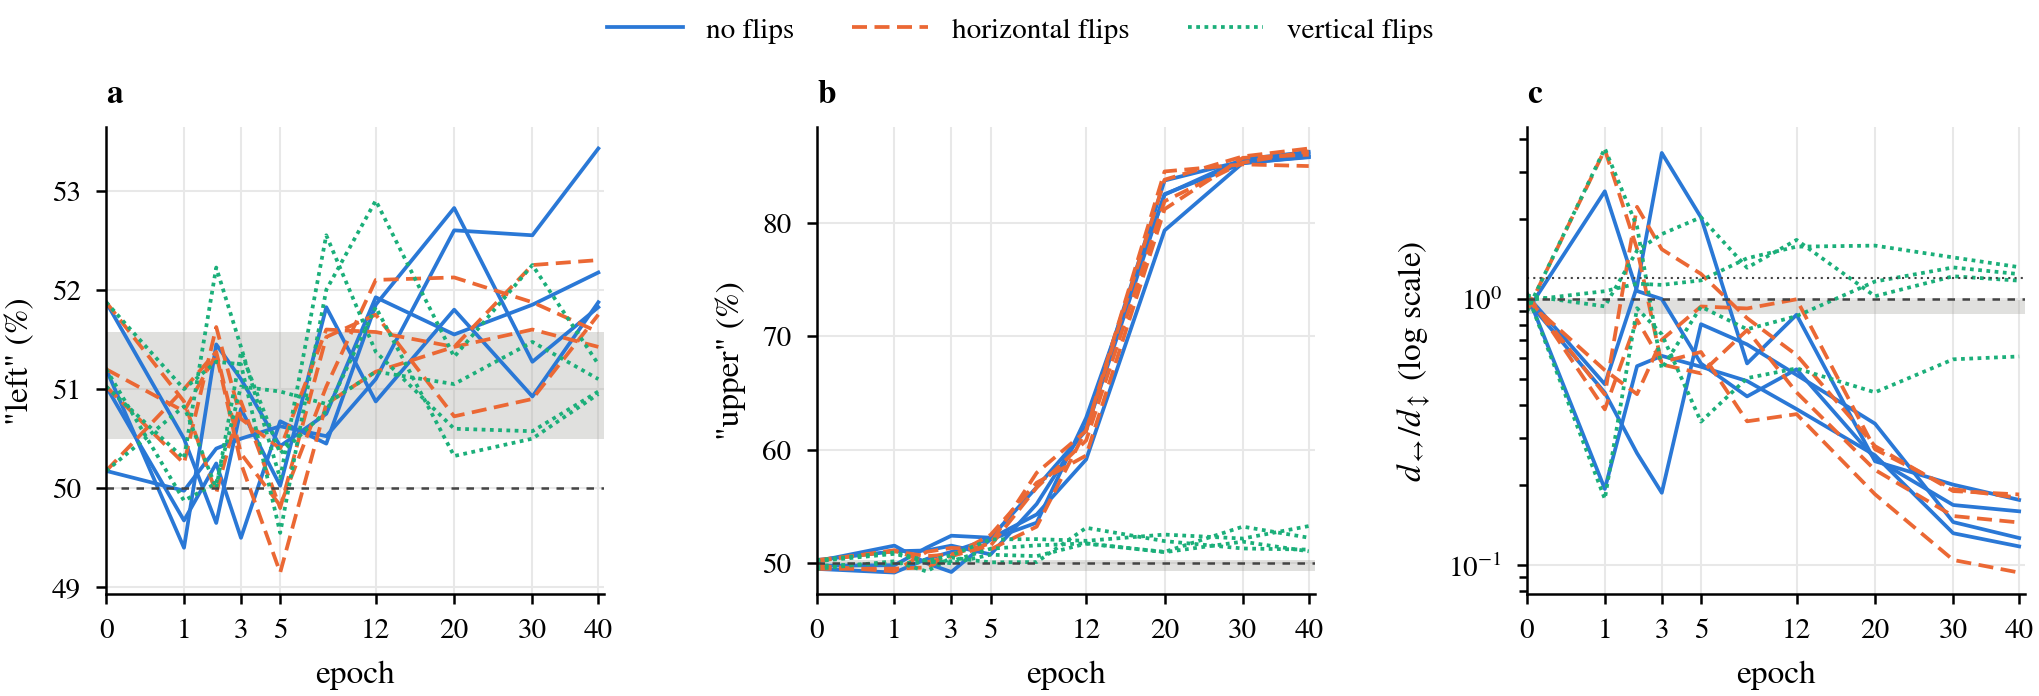 no flips horizontal flips vertical flips
a
"left" (%)
53
52
51
50
49
0 1 3 5 12 20 30 40
epoch
b
"upper" (%)
80
70
60
50
0 1 3 5 12 20 30 40
epoch
c
d↔/d↕ (log scale)
10⁰
10⁻¹
0 1 3 5 12 20 30 40
epoch